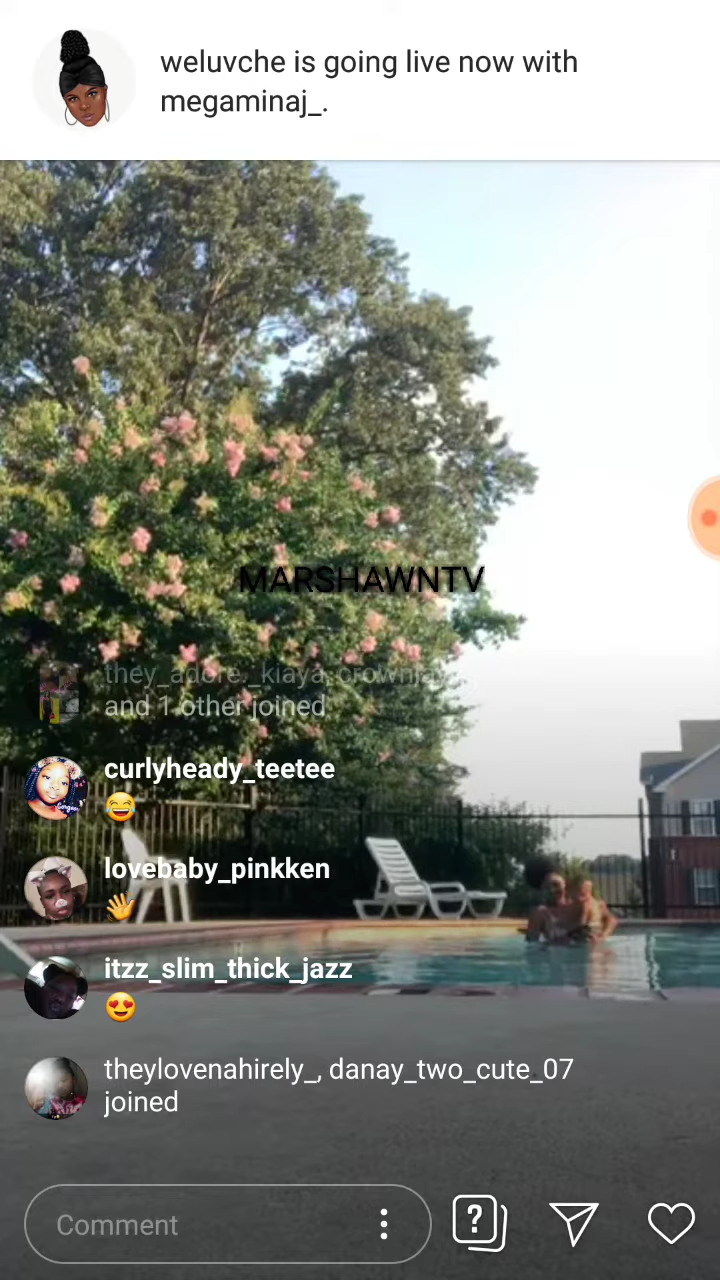 weluvche is going live now with
megaminaj_.
MARSHAWNTV
and 1 other joined
curlyheady_teetee
😂
lovebaby_pinkken
👋
itzz_slim_thick_jazz
😍
theylovenahirely_, danay_two_cute_07
joined
Comment
?